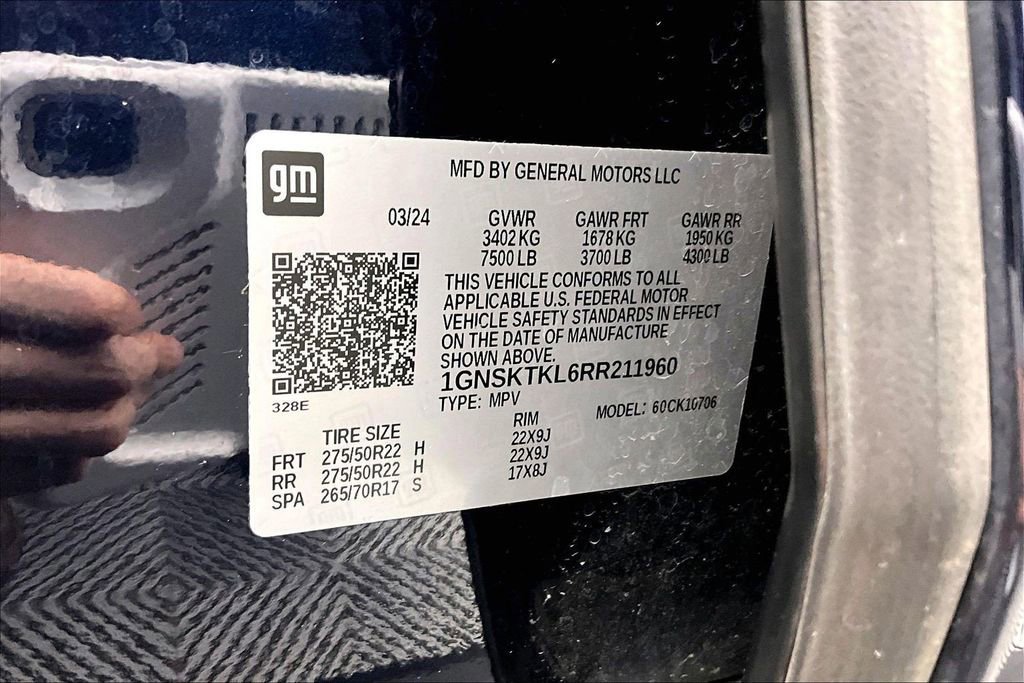 gm
MFD BY GENERAL MOTORS LLC
03/24 GVWR GAWR FRT GAWR RR
3402 KG 1678 KG 1950 KG
7500 LB 3700 LB 4300 LB
THIS VEHICLE CONFORMS TO ALL
APPLICABLE U.S. FEDERAL MOTOR
VEHICLE SAFETY STANDARDS IN EFFECT
ON THE DATE OF MANUFACTURE
SHOWN ABOVE.
1GNSKTKL6RR211960
328E
TYPE: MPV MODEL: 60CK10706
TIRE SIZE RIM
FRT 275/50R22 H 22X9J
RR 275/50R22 H 22X9J
SPA 265/70R17 S 17X8J